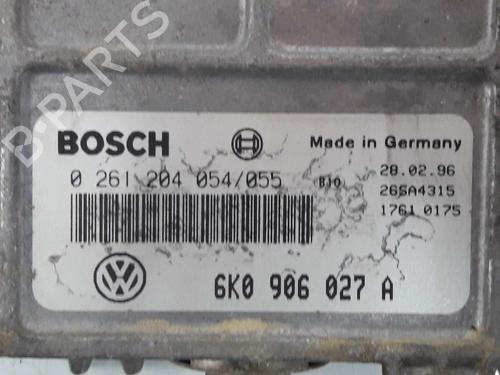 B-PARTS
BOSCH
Made in Germany
0 261 204 054/055
B10
28.02.96
26SA4315
1761 0175
6K0 906 027 A